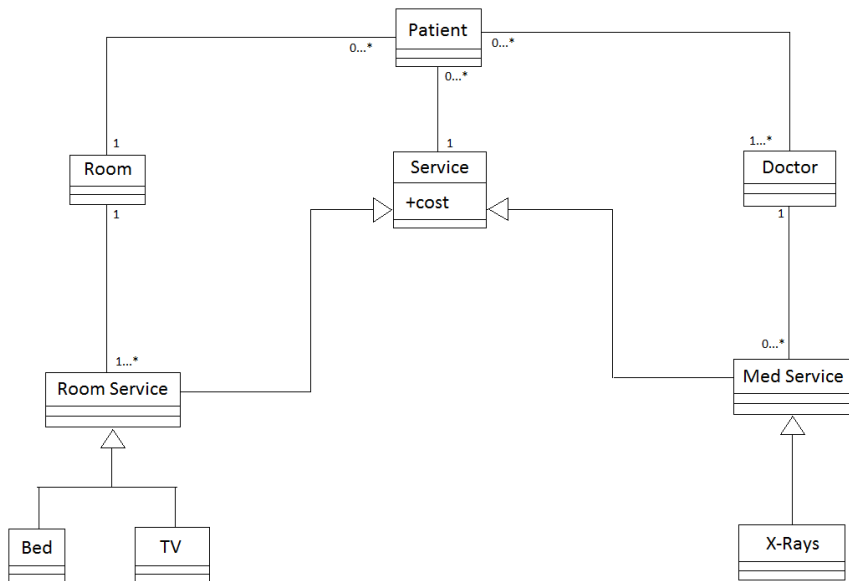 Patient
0...*
0...*
0...*
1
1
1...*
Room
Service
Doctor
+cost
1
1
1...*
0...*
Room Service
Med Service
Bed
TV
X-Rays